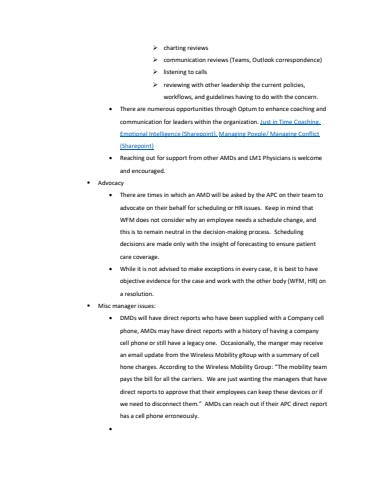 ➢ charting reviews
➢ communication reviews (Teams, Outlook correspondence)
➢ listening to calls
➢ reviewing with other leadership the current policies,
workflows, and guidelines having to do with the concern.
• There are numerous opportunities through Optum to enhance coaching and
communication for leaders within the organization. Just in Time Coaching,
Emotional Intelligence (Sharepoint), Managing People/ Managing Conflict
(Sharepoint)
• Reaching out for support from other AMDs and LM1 Physicians is welcome
and encouraged.
▪ Advocacy
• There are times in which an AMD will be asked by the APC on their team to
advocate on their behalf for scheduling or HR issues. Keep in mind that
WFM does not consider why an employee needs a schedule change, and
this is to remain neutral in the decision-making process. Scheduling
decisions are made only with the insight of forecasting to ensure patient
care coverage.
• While it is not advised to make exceptions in every case, it is best to have
objective evidence for the case and work with the other body (WFM, HR) on
a resolution.
▪ Misc manager issues:
• DMDs will have direct reports who have been supplied with a Company cell
phone, AMDs may have direct reports with a history of having a company
cell phone or still have a legacy one. Occasionally, the manger may receive
an email update from the Wireless Mobility gRoup with a summary of cell
hone charges. According to the Wireless Mobility Group: "The mobility team
pays the bill for all the carriers. We are just wanting the managers that have
direct reports to approve that their employees can keep these devices or if
we need to disconnect them." AMDs can reach out if their APC direct report
has a cell phone erroneously.
•